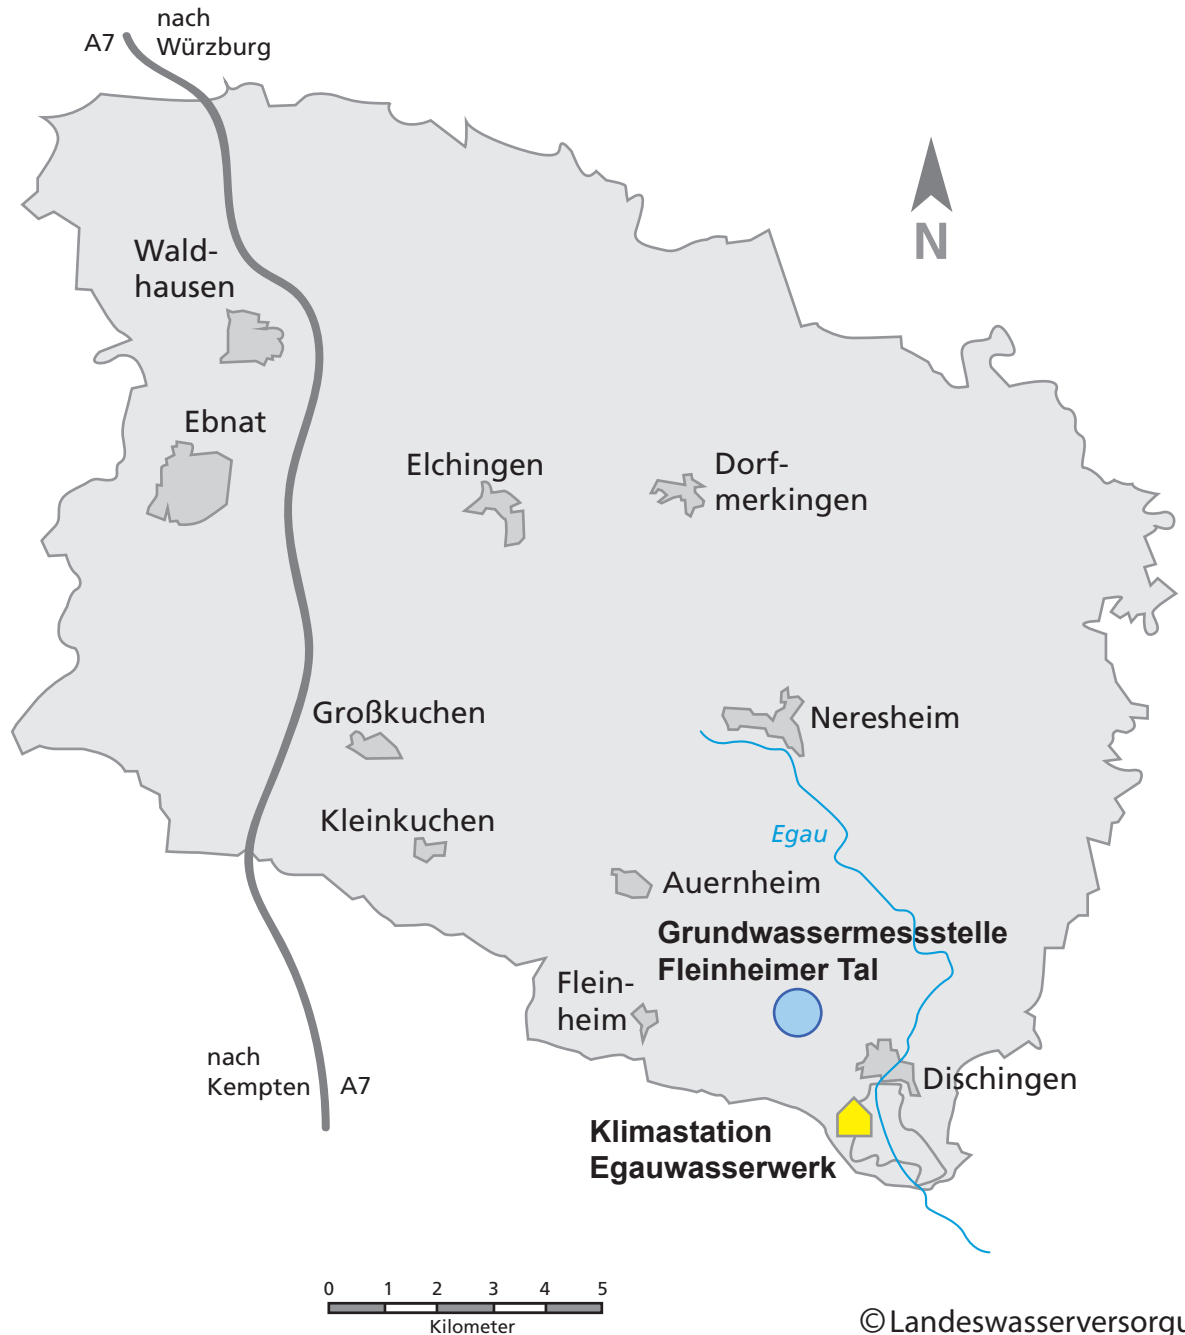 nach
Würzburg
A7
N
Wald-
hausen
Ebnat
Elchingen
Dorf-
merkingen
Großkuchen
Neresheim
Kleinkuchen
Egau
Auernheim
Grundwassermessstelle
Fleinheimer Tal
Flein-
heim
nach
Kempten
A7
Dischingen
Klimastation
Egauwasserwerk
0 1 2 3 4 5
Kilometer
© Landeswasserversorgu